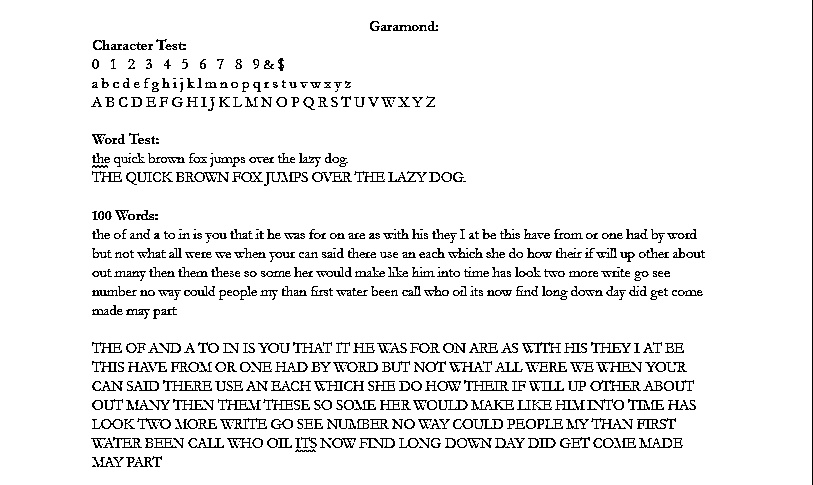 Garamond:
Character Test:
0 1 2 3 4 5 6 7 8 9 & $
a b c d e f g h i j k l m n o p q r s t u v w x y z
A B C D E F G H I J K L M N O P Q R S T U V W X Y Z
Word Test:
the quick brown fox jumps over the lazy dog.
THE QUICK BROWN FOX JUMPS OVER THE LAZY DOG.
100 Words:
the of and a to in is you that it he was for on are as with his they I at be this have from or one had by word
but not what all were we when your can said there use an each which she do how their if will up other about
out many then them these so some her would make like him into time has look two more write go see
number no way could people my than first water been call who oil its now find long down day did get come
made may part
THE OF AND A TO IN IS YOU THAT IT HE WAS FOR ON ARE AS WITH HIS THEY I AT BE
THIS HAVE FROM OR ONE HAD BY WORD BUT NOT WHAT ALL WERE WE WHEN YOUR
CAN SAID THERE USE AN EACH WHICH SHE DO HOW THEIR IF WILL UP OTHER ABOUT
OUT MANY THEN THEM THESE SO SOME HER WOULD MAKE LIKE HIM INTO TIME HAS
LOOK TWO MORE WRITE GO SEE NUMBER NO WAY COULD PEOPLE MY THAN FIRST
WATER BEEN CALL WHO OIL ITS NOW FIND LONG DOWN DAY DID GET COME MADE
MAY PART